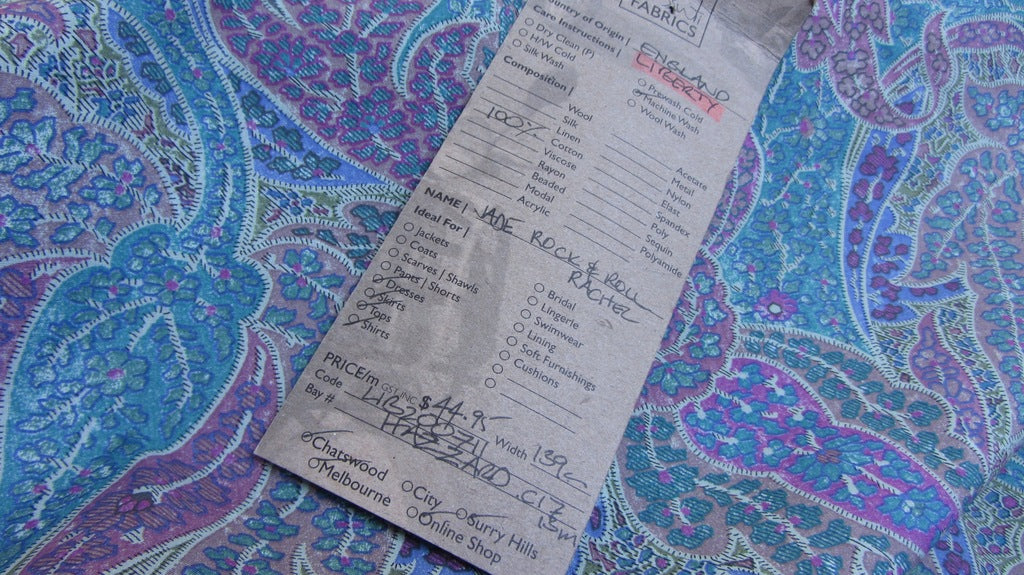 FABRICS
Country of Origin | ENGLAND
Care Instructions | LIBERTY
Dry Clean (P)
H/W Cold
Silk Wash
Prewash Cold
Machine Wash
Wool Wash
Composition |
Wool
Silk
Linen
100% Cotton
Viscose
Rayon
Beaded
Modal
Acrylic
Acetate
Metal
Nylon
Elast
Spandex
Poly
Sequin
Polyamide
NAME | JADE ROCK & ROLL
RACHEL
Ideal For |
Jackets
Coats
Scarves / Shawls
Pants / Shorts
Dresses
Skirts
Tops
Shirts
Bridal
Lingerie
Swimwear
Lining
Soft Furnishings
Cushions
PRICE/m GST INC $44.95
Code
Width 139
Bay #
Chatswood
Melbourne
City
Surry Hills
Online Shop